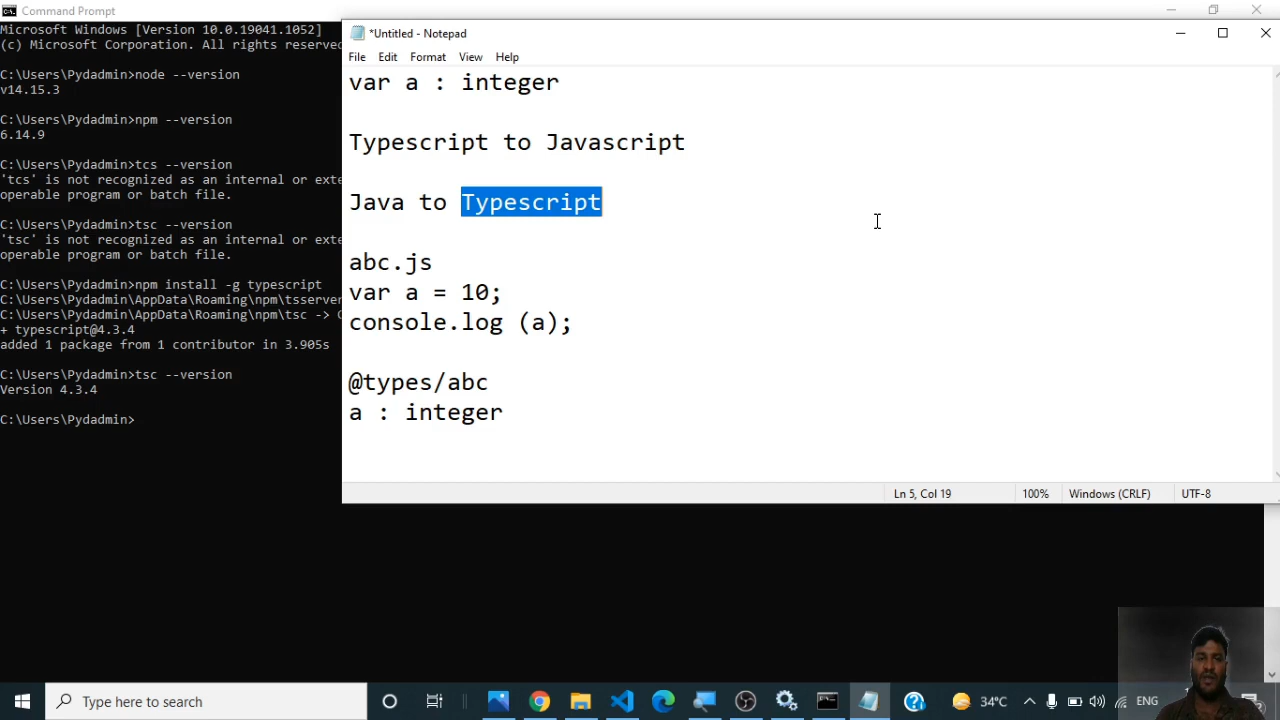 Command Prompt
Microsoft Windows [Version 10.0.19041.1052]
(c) Microsoft Corporation. All rights reserve
C:\Users\Pydadmin>node --version
v14.15.3
C:\Users\Pydadmin>npm --version
6.14.9
C:\Users\Pydadmin>tcs --version
'tcs' is not recognized as an internal or exte
operable program or batch file.
C:\Users\Pydadmin>tsc --version
'tsc' is not recognized as an internal or exte
operable program or batch file.
C:\Users\Pydadmin>npm install -g typescript
C:\Users\Pydadmin\AppData\Roaming\npm\tsserver
C:\Users\Pydadmin\AppData\Roaming\npm\tsc -> C
+ typescript@4.3.4
added 1 package from 1 contributor in 3.905s
C:\Users\Pydadmin>tsc --version
Version 4.3.4
C:\Users\Pydadmin>
*Untitled - Notepad
File Edit Format View Help
var a : integer
Typescript to Javascript
Java to Typescript
abc.js
var a = 10;
console.log (a);
@types/abc
a : integer
Ln 5, Col 19 100% Windows (CRLF) UTF-8
Type here to search
34°C ENG